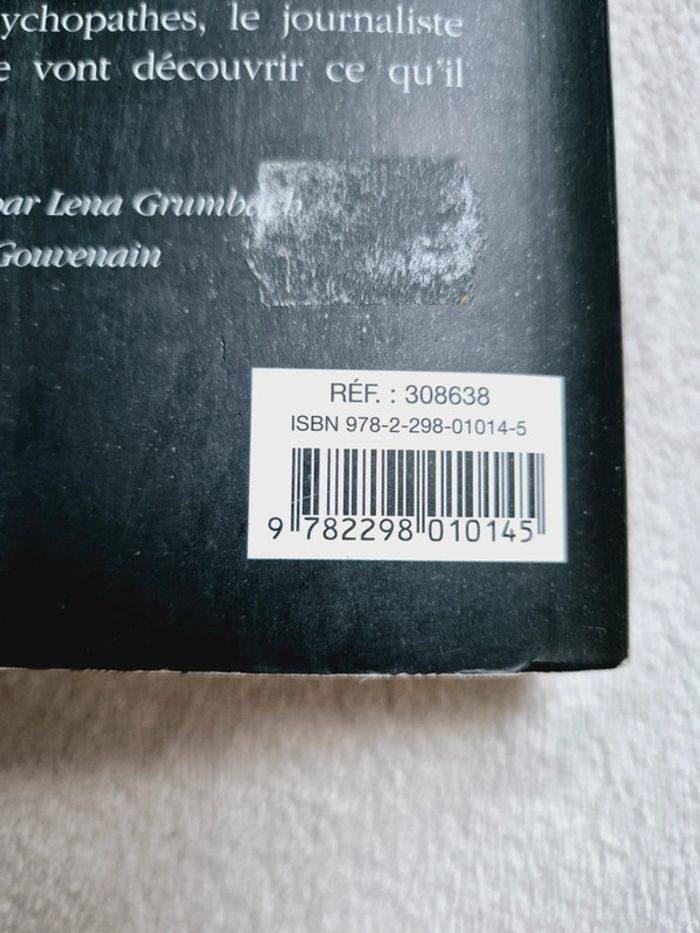 ychopathes, le journaliste
e vont découvrir ce qu'il
par Lena Grumbach
Gouvenain
RÉF. : 308638
ISBN 978-2-298-01014-5
9 782298 010145